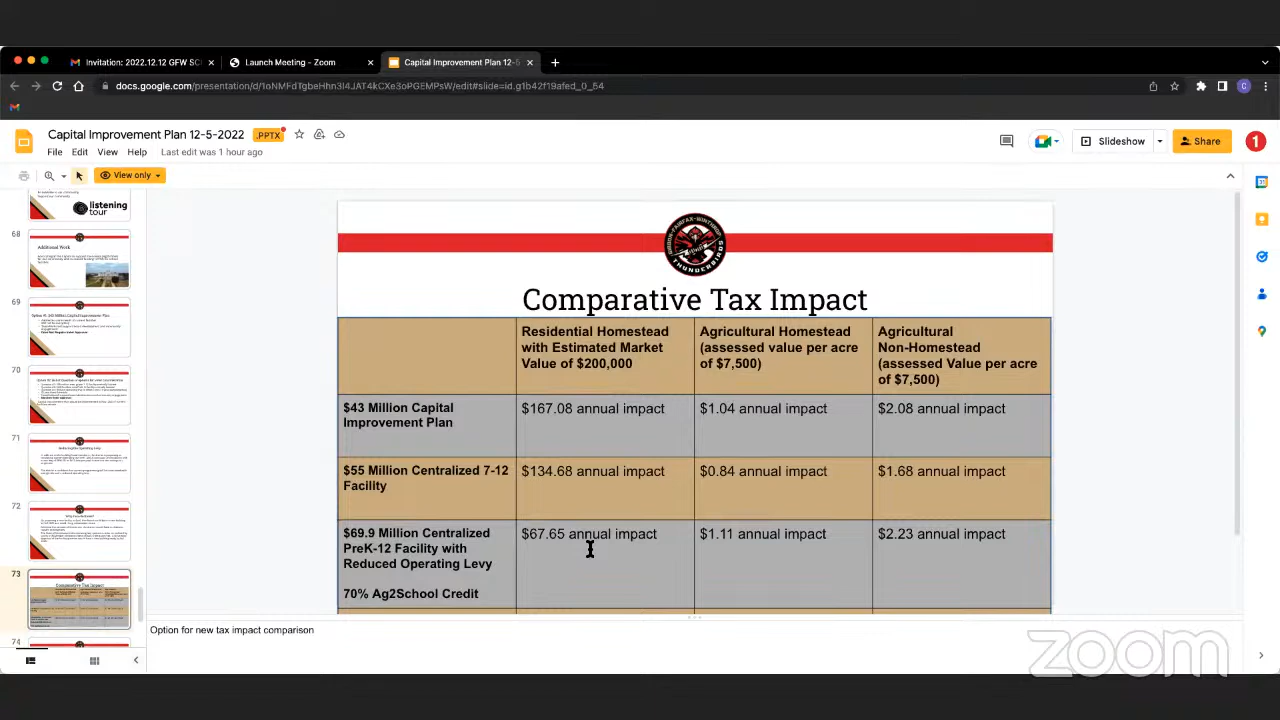 Invitation: 2022.12.12 GFW SC
Launch Meeting - Zoom
Capital Improvement Plan 12-5-
docs.google.com/presentation/d/
Capital Improvement Plan 12-5-2022
.PPTX
File Edit View Help Last edit was 1 hour ago
Slideshow
Share
1
C
View only
listening
tour
68
Additional Work
69
70
71
72
73
Comparative Tax Impact
74
GIBBON-FAIRFAX-WINTHROP
THUNDERBIRDS
Comparative Tax Impact
Residential Homestead
with Estimated Market
Value of $200,000
Agricultural Homestead
(assessed value per acre
of $7,500)
Agricultural
Non-Homestead
(assessed Value per acre
of $7,500)
$43 Million Capital
Improvement Plan
$167.08 annual impact
$1.04 annual impact
$2.08 annual impact
$55 Million Centralized 7-12
Facility
$134.68 annual impact
$0.84 annual impact
$1.68 annual impact
$69.9 Million Centralized
PreK-12 Facility with
Reduced Operating Levy
70% Ag2School Credit
$67.65 annual impact
$1.11 annual impact
$2.23 annual impact
Option for new tax impact comparison
zoom